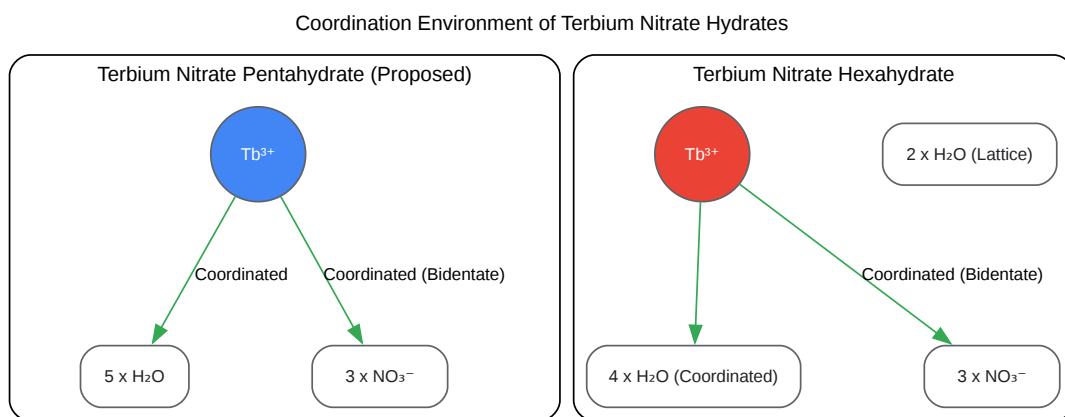 Coordination Environment of Terbium Nitrate Hydrates
Terbium Nitrate Pentahydrate (Proposed)
Tb³⁺
Coordinated
Coordinated (Bidentate)
5 x H₂O
3 x NO₃⁻
Terbium Nitrate Hexahydrate
Tb³⁺
2 x H₂O (Lattice)
Coordinated (Bidentate)
4 x H₂O (Coordinated)
3 x NO₃⁻